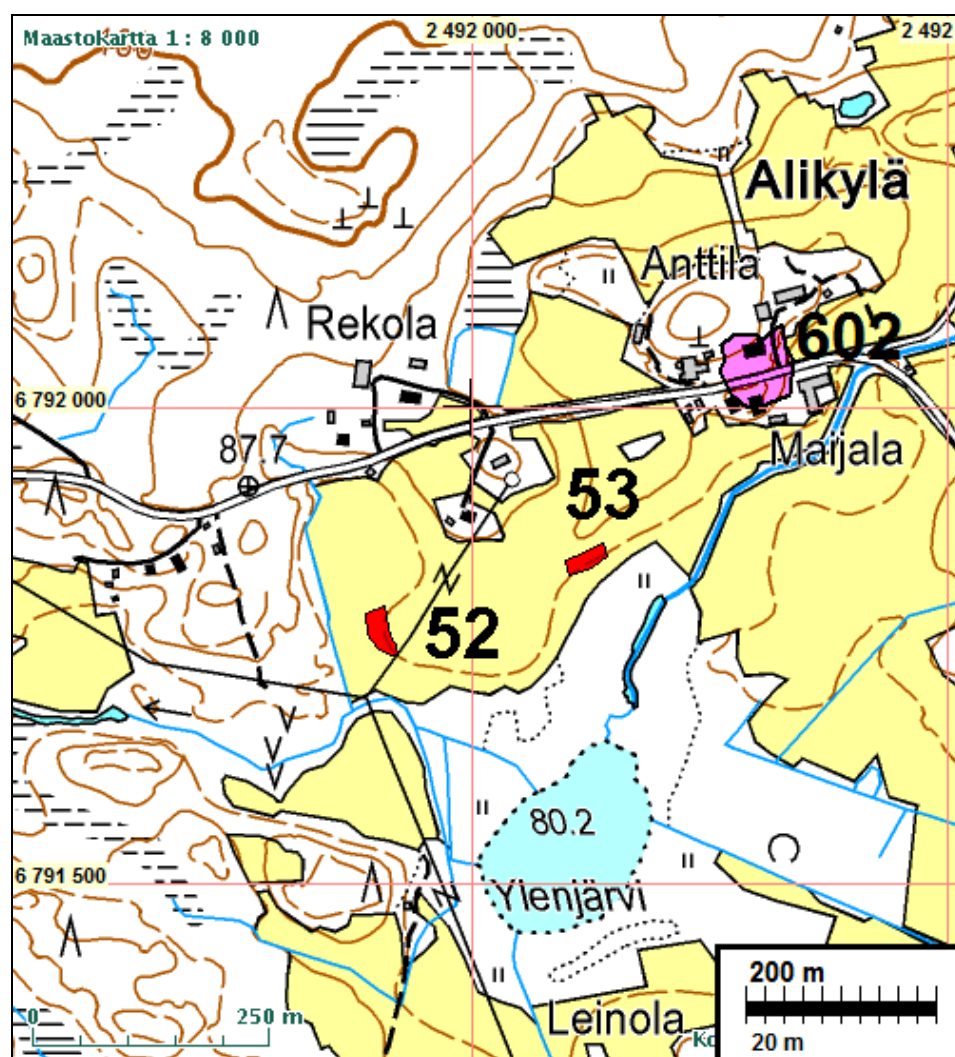 Maastokartta 1 : 8 000
2 492 000
2 492
Alikylä
Anttila
Rekola
602
6 792 000
87.7
Maijala
53
52
80.2
6 791 500
Ylenjärvi
200 m
Leinola
0
250 m
20 m
Ko